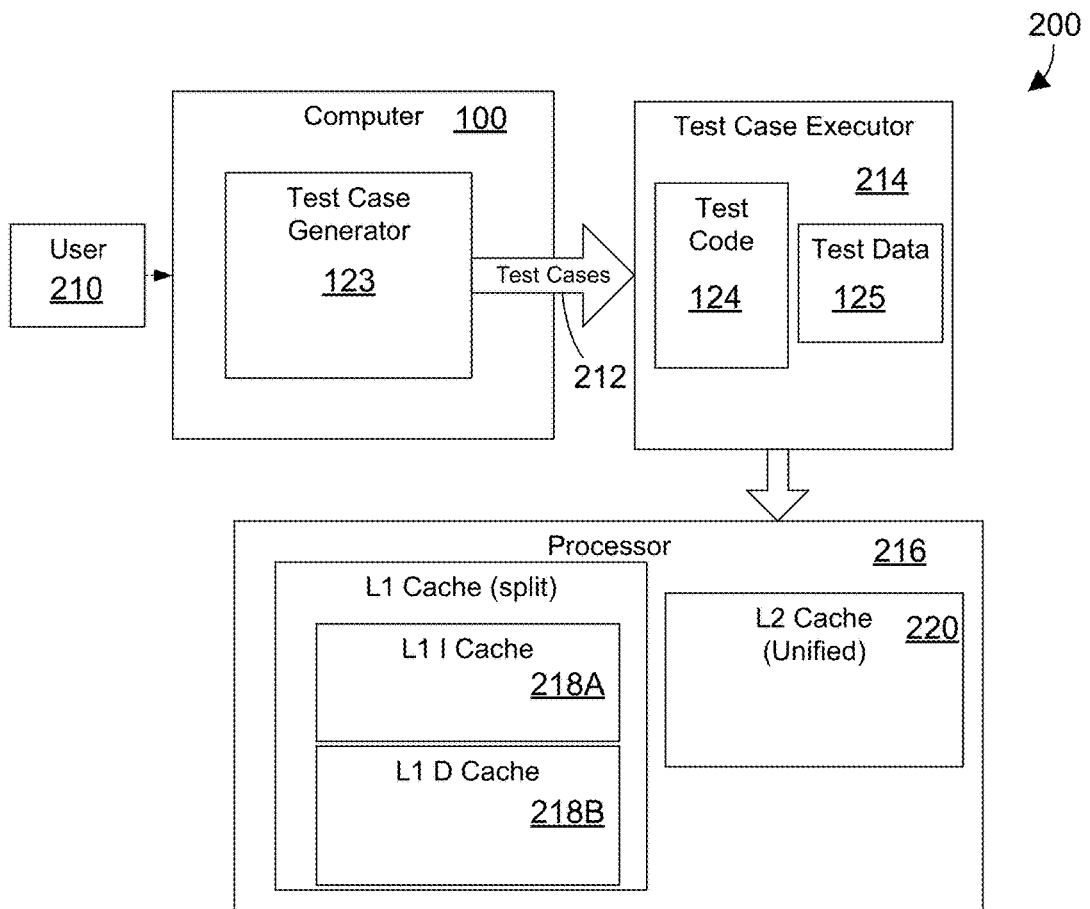 200
Computer 100
Test Case Executor
214
Test Case
Generator
123
User
210
Test Cases
212
Test
Code
124
Test Data
125
Processor 216
L1 Cache (split)
L1 I Cache
218A
L1 D Cache
218B
L2 Cache
(Unified)
220